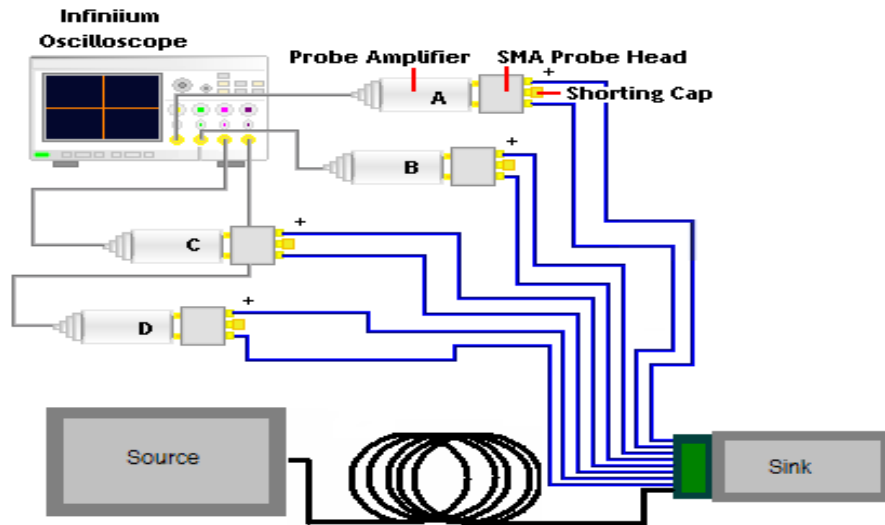 Infiniium
Oscilloscope
Probe Amplifier
SMA Probe Head
+
Shorting Cap
A
+
B
+
C
+
D
Source
Sink